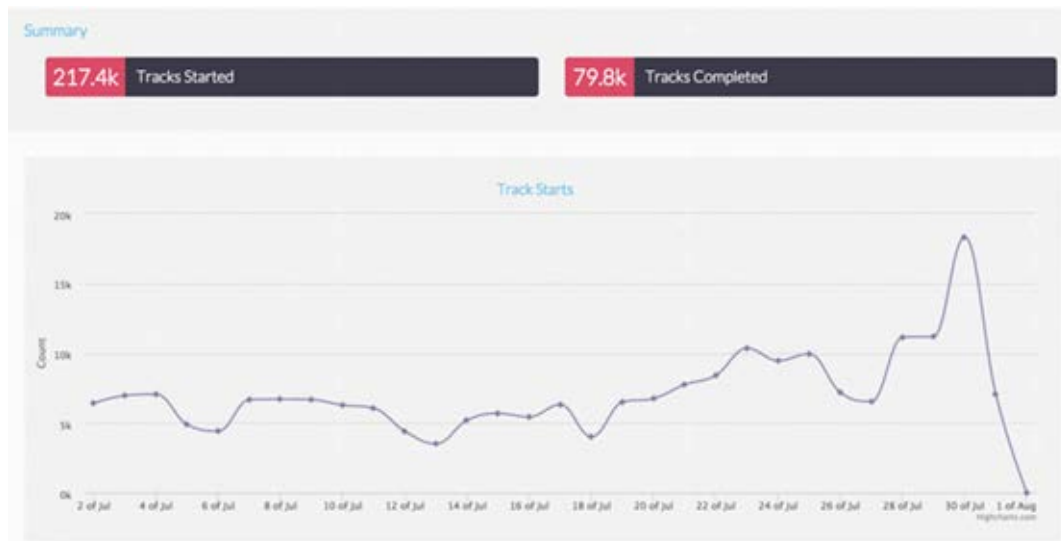 Summary
217.4k Tracks Started
79.8k Tracks Completed
Track Starts
20k
15k
10k
5k
0k
Count
2 of Jul 4 of Jul 6 of Jul 8 of Jul 10 of Jul 12 of Jul 14 of Jul 16 of Jul 18 of Jul 20 of Jul 22 of Jul 24 of Jul 26 of Jul 28 of Jul 30 of Jul 1 of Aug
Highcharts.com